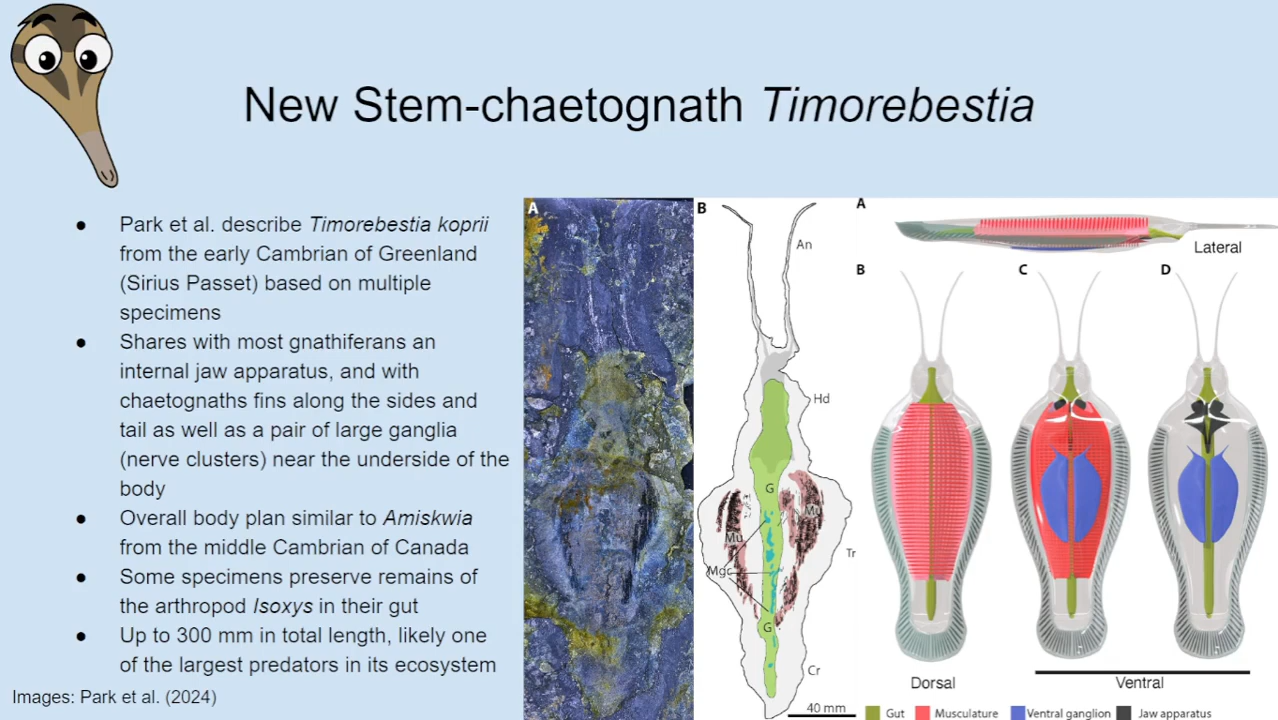 New Stem-chaetognath Timorebestia
● Park et al. describe Timorebestia koprii
from the early Cambrian of Greenland
(Sirius Passet) based on multiple
specimens
● Shares with most gnathiferans an
internal jaw apparatus, and with
chaetognaths fins along the sides and
tail as well as a pair of large ganglia
(nerve clusters) near the underside of the
body
● Overall body plan similar to Amiskwia
from the middle Cambrian of Canada
● Some specimens preserve remains of
the arthropod Isoxys in their gut
● Up to 300 mm in total length, likely one
of the largest predators in its ecosystem
Images: Park et al. (2024)
A
B
An
Hd
G
Mu
Mu
Tr
Mgc
G
Cr
40 mm
A
Lateral
B
C
D
Dorsal
Ventral
Gut
Musculature
Ventral ganglion
Jaw apparatus